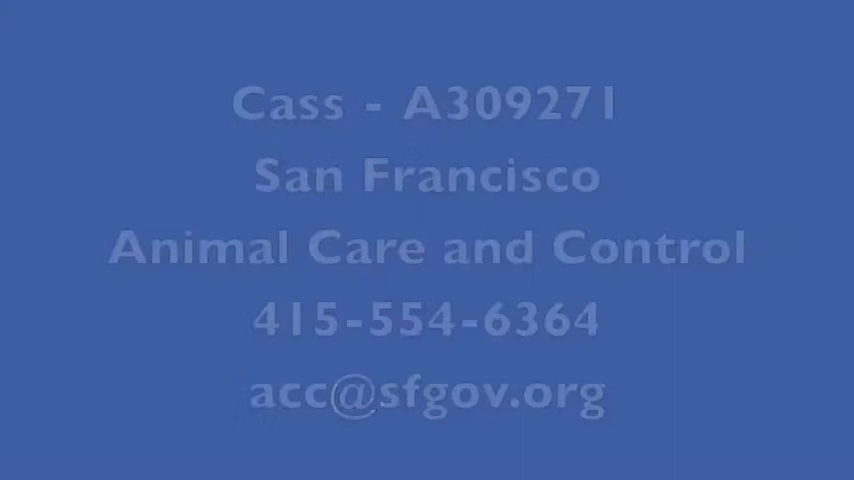 Cass - A309271
San Francisco
Animal Care and Control
415-554-6364
acc@sfgov.org